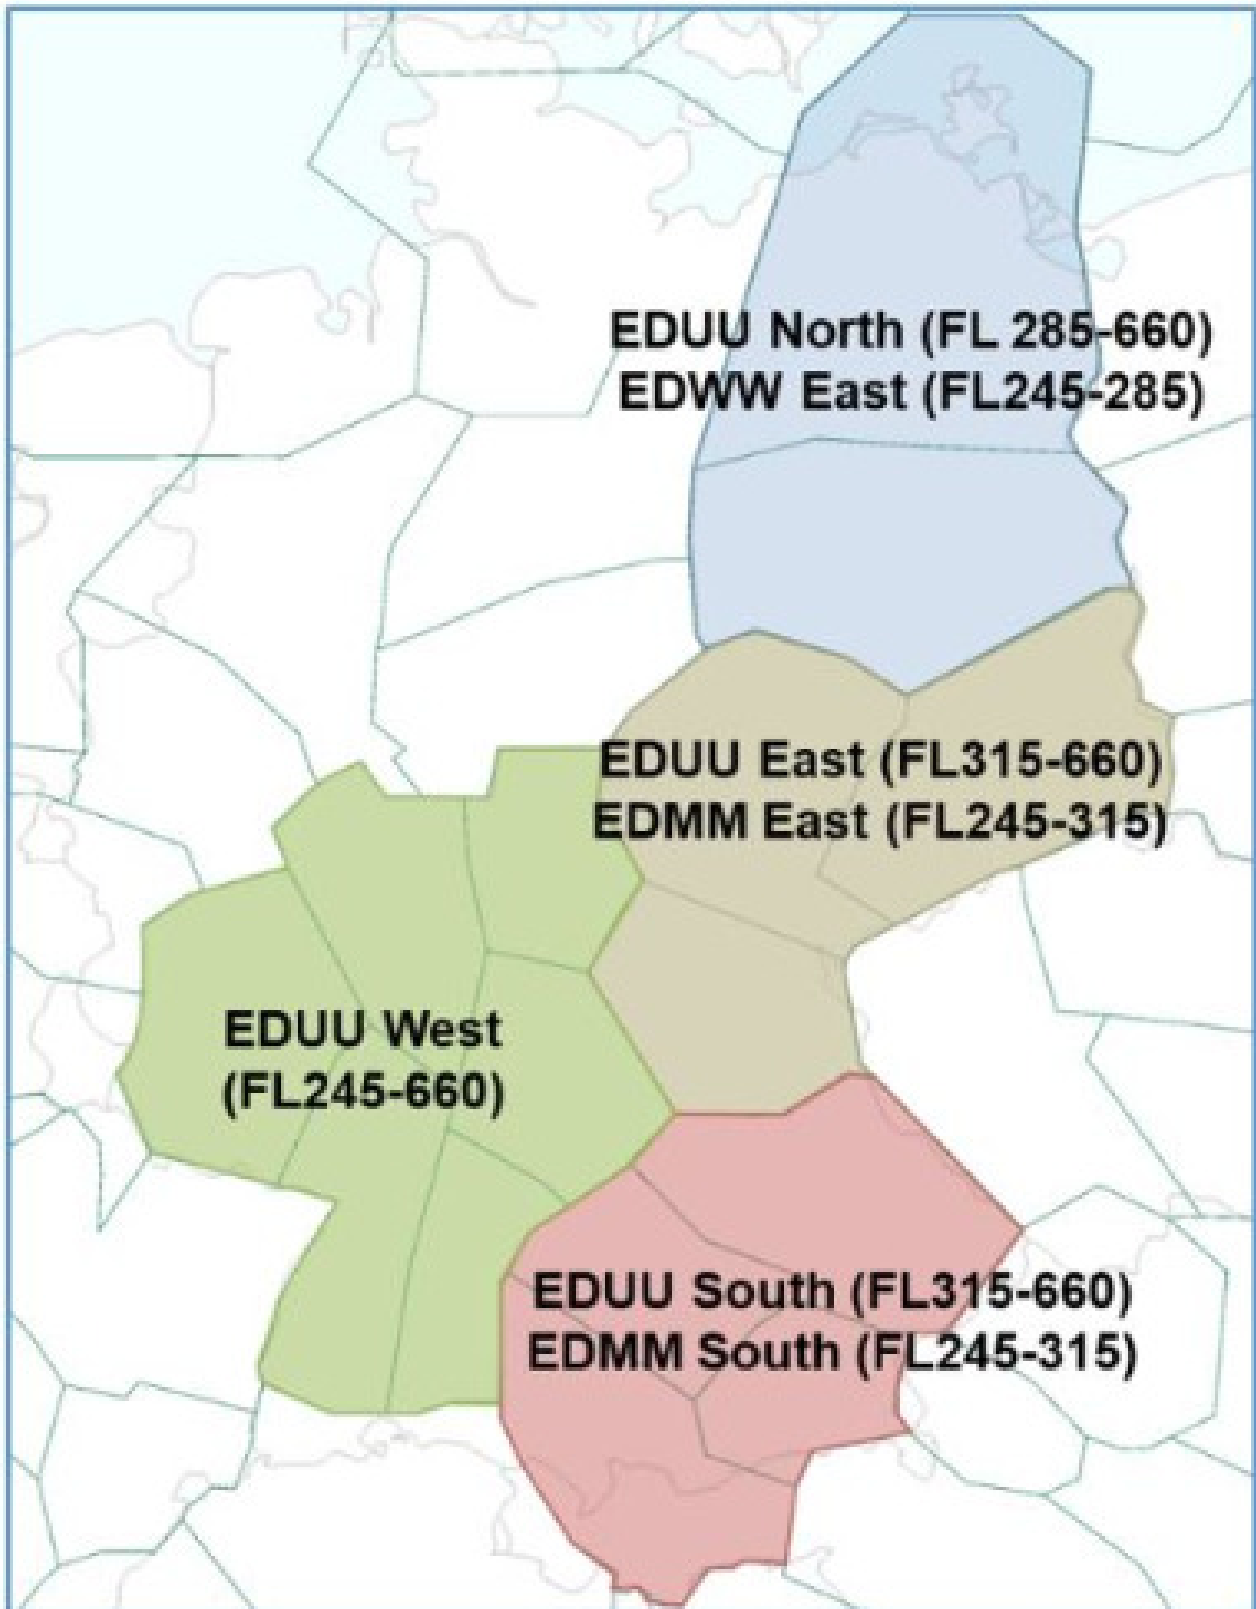 EDUU North (FL 285-660)
EDWW East (FL245-285)
EDUU East (FL315-660)
EDMM East (FL245-315)
EDUU West
(FL245-660)
EDUU South (FL315-660)
EDMM South (FL245-315)